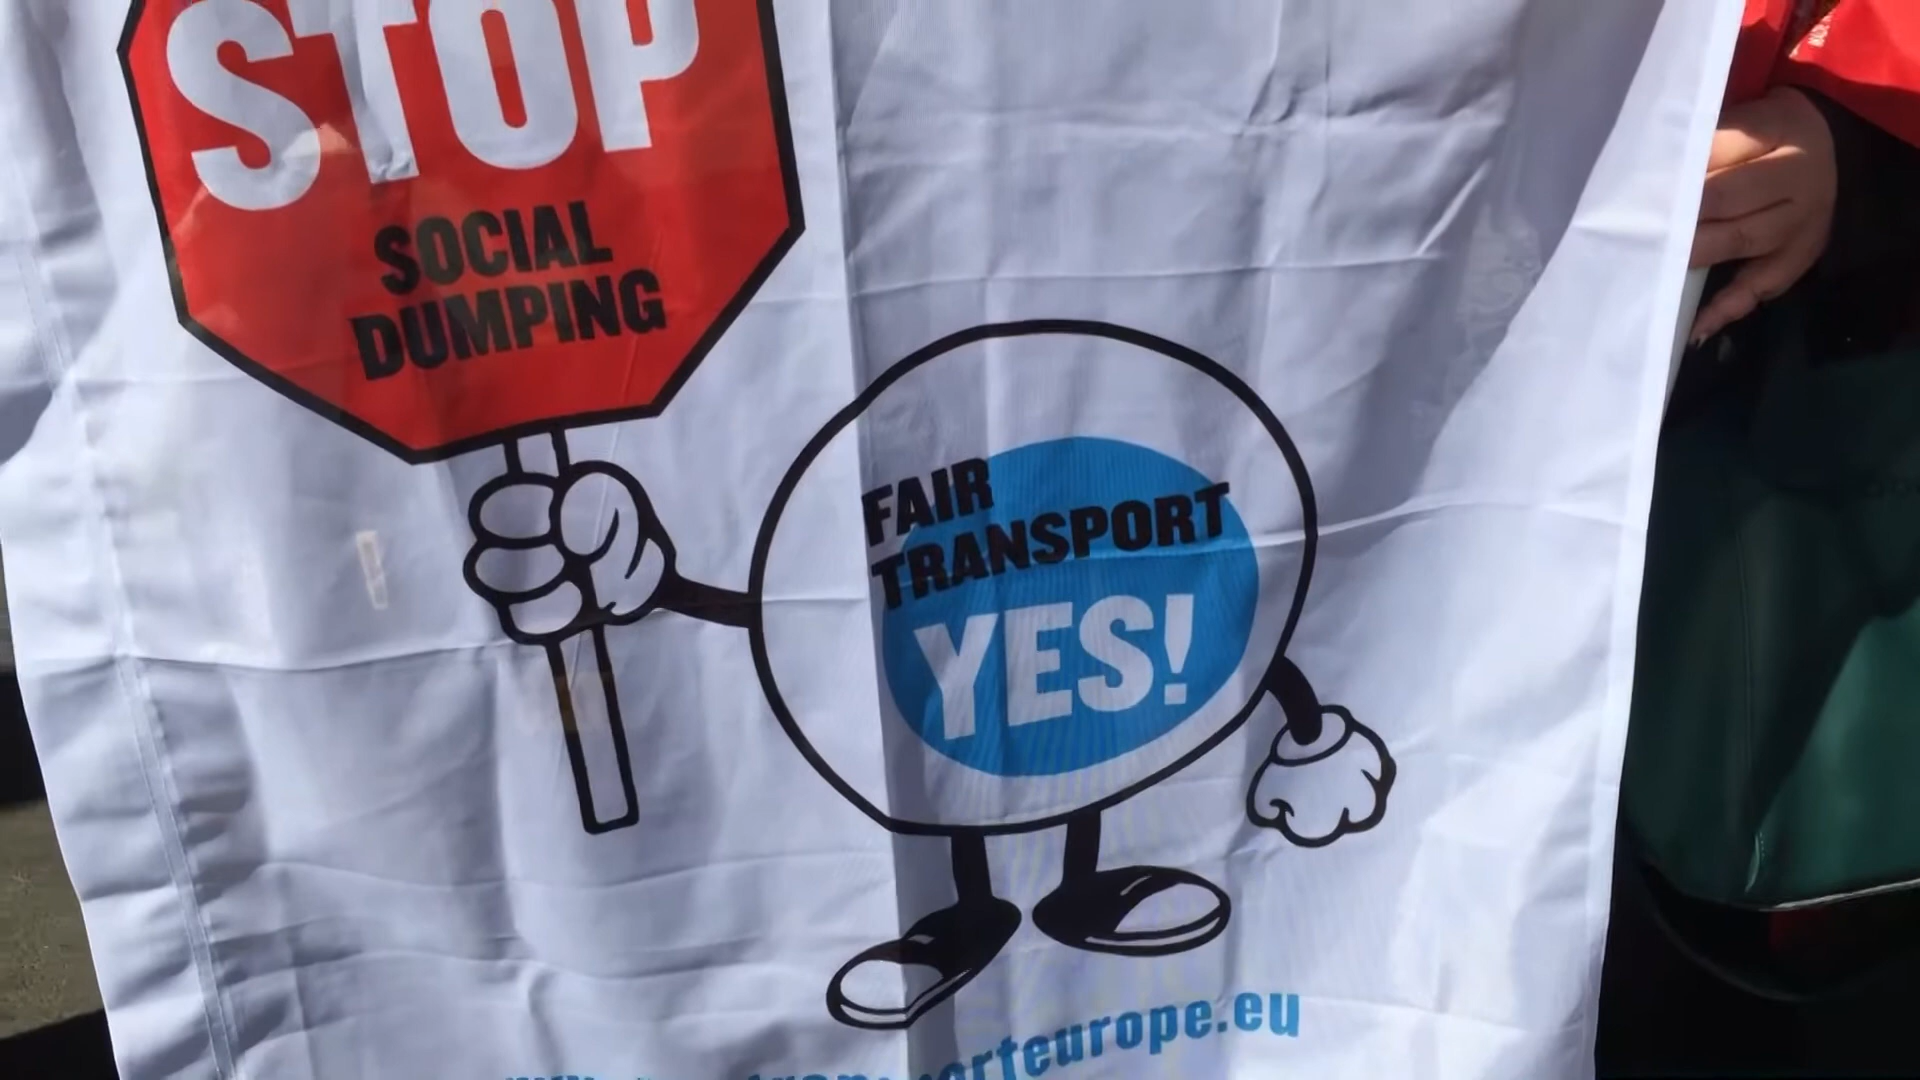 STOP
SOCIAL
DUMPING
FAIR
TRANSPORT
YES!